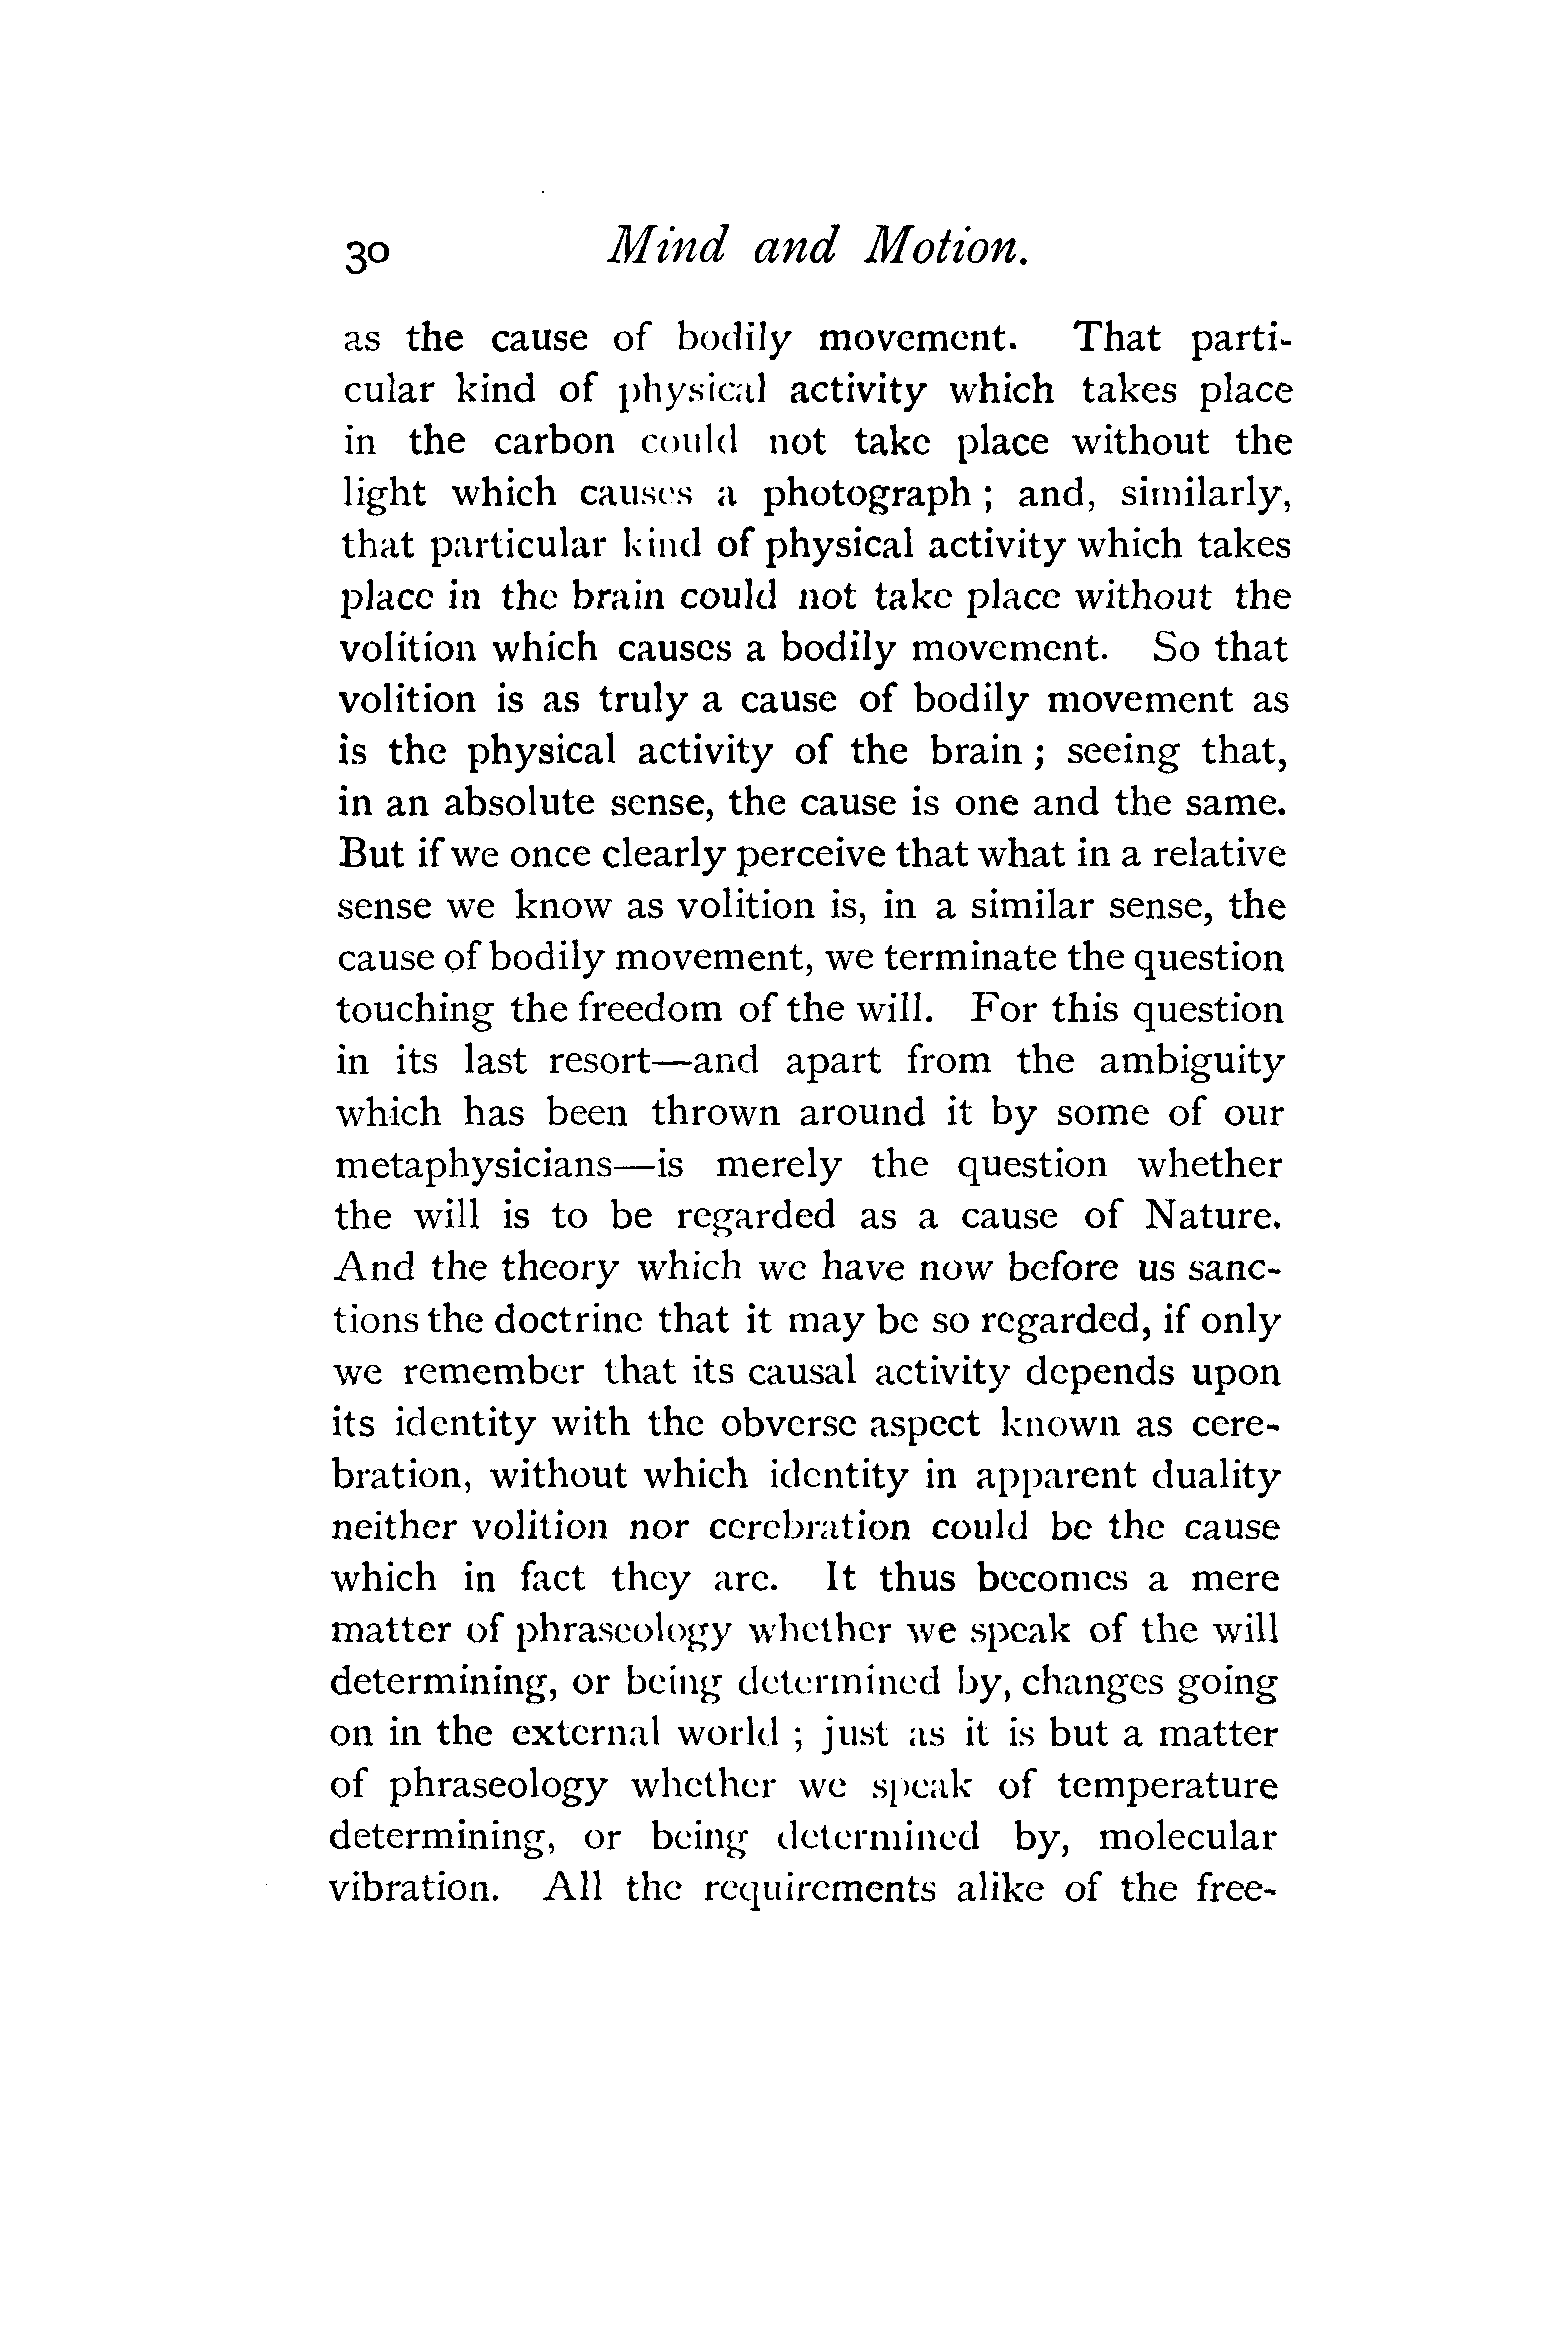 30 Mind and Motion.
as the cause of bodily movement. That parti-
cular kind of physical activity which takes place
in the carbon could not take place without the
light which causes a photograph ; and, similarly,
that particular kind of physical activity which takes
place in the brain could not take place without the
volition which causes a bodily movement. So that
volition is as truly a cause of bodily movement as
is the physical activity of the brain ; seeing that,
in an absolute sense, the cause is one and the same.
But if we once clearly perceive that what in a relative
sense we know as volition is, in a similar sense, the
cause of bodily movement, we terminate the question
touching the freedom of the will. For this question
in its last resort—and apart from the ambiguity
which has been thrown around it by some of our
metaphysicians—is merely the question whether
the will is to be regarded as a cause of Nature.
And the theory which we have now before us sanc-
tions the doctrine that it may be so regarded, if only
we remember that its causal activity depends upon
its identity with the obverse aspect known as cere-
bration, without which identity in apparent duality
neither volition nor cerebration could be the cause
which in fact they are. It thus becomes a mere
matter of phraseology whether we speak of the will
determining, or being determined by, changes going
on in the external world ; just as it is but a matter
of phraseology whether we speak of temperature
determining, or being determined by, molecular
vibration. All the requirements alike of the free-